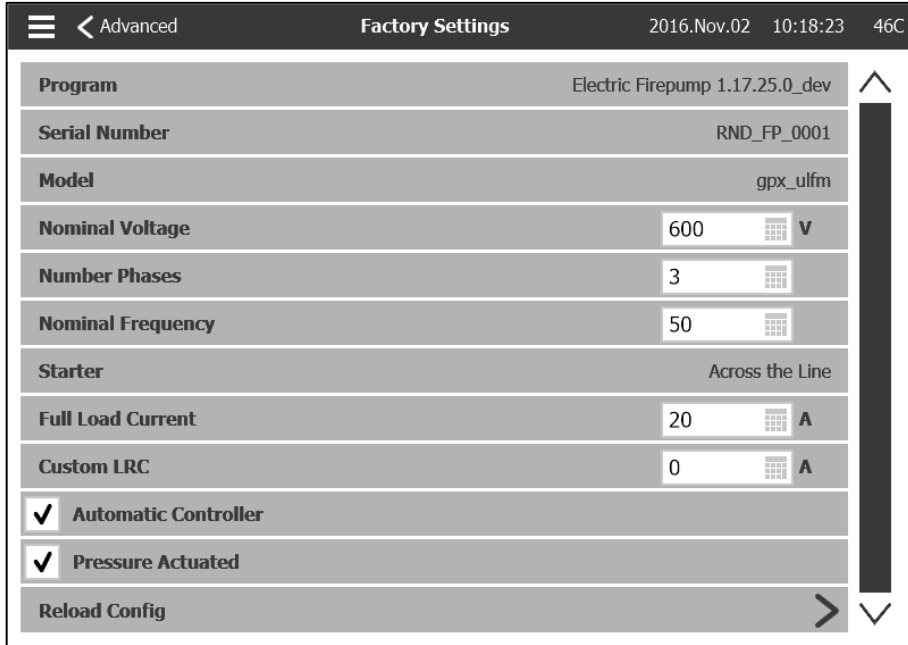 Advanced Factory Settings 2016.Nov.02 10:18:23 46C
Program Electric Firepump 1.17.25.0_dev
Serial Number RND_FP_0001
Model gpx_ulfm
Nominal Voltage 600 V
Number Phases 3
Nominal Frequency 50
Starter Across the Line
Full Load Current 20 A
Custom LRC 0 A
Automatic Controller
Pressure Actuated
Reload Config